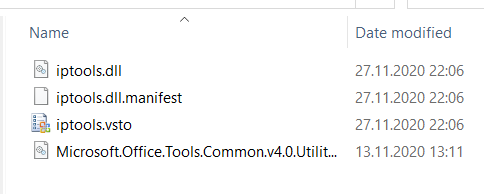 Name Date modified
iptools.dll 27.11.2020 22:06
iptools.dll.manifest 27.11.2020 22:06
iptools.vsto 27.11.2020 22:06
Microsoft.Office.Tools.Common.v4.0.Utilit... 13.11.2020 13:11